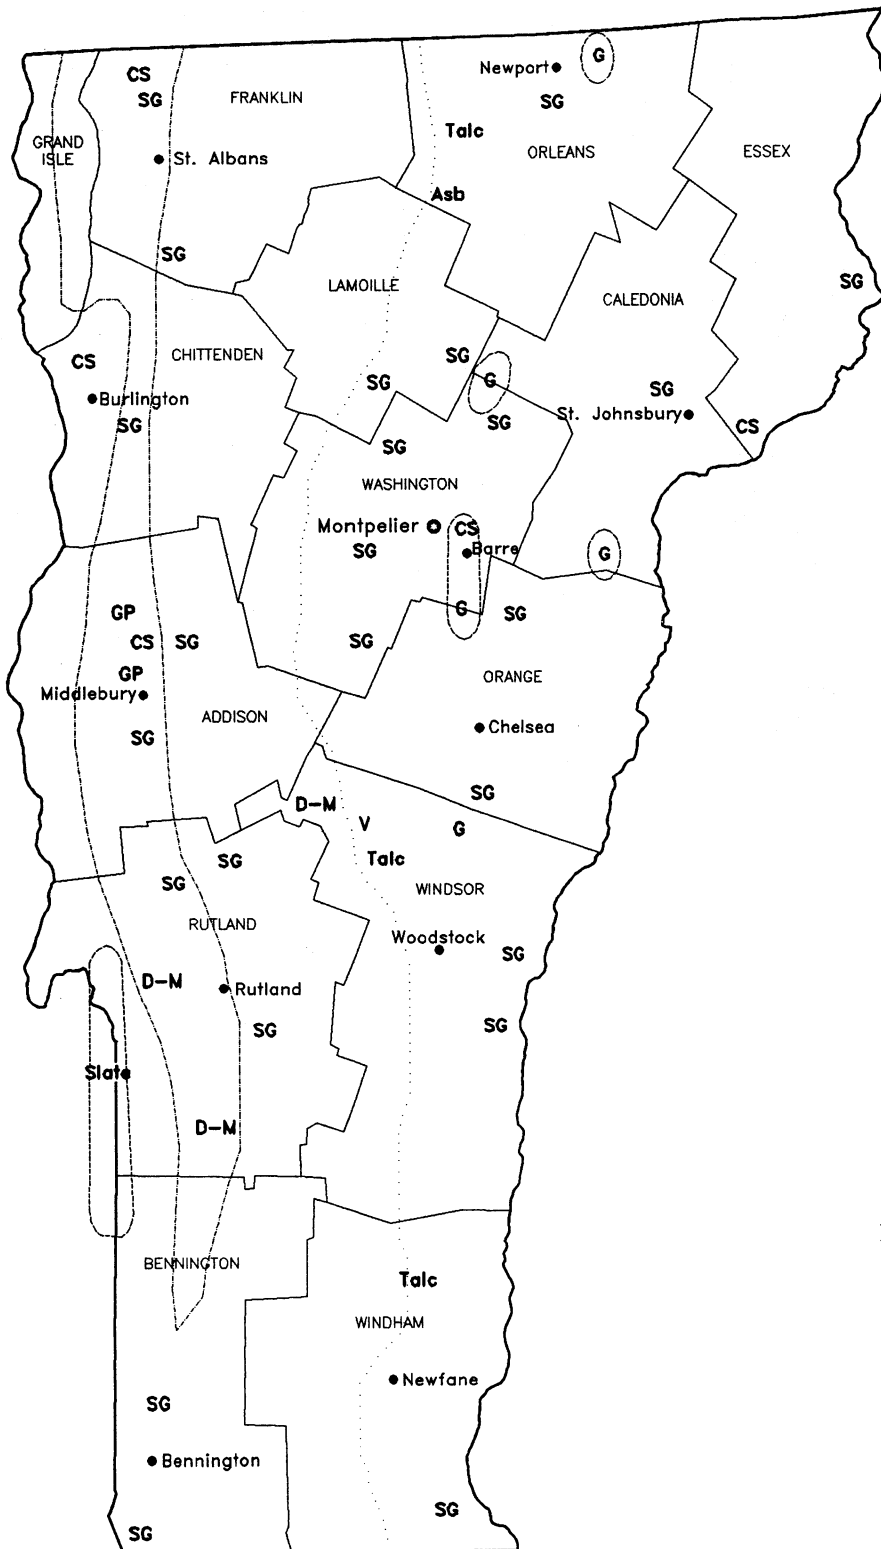 G
Newport
CS
SG
FRANKLIN
SG
Talc
GRAND
ISLE
ORLEANS
ESSEX
St. Albans
Asb
SG
LAMOILLE
SG
CALEDONIA
CS
CHITTENDEN
SG
SG
G
SG
Burlington
SG
St. Johnsbury
SG
CS
SG
WASHINGTON
Montpelier
CS
SG
Barre
G
GP
G
SG
CS
SG
SG
GP
ORANGE
Middlebury
ADDISON
Chelsea
SG
SG
D-M
V
G
SG
Talc
SG
WINDSOR
RUTLAND
Woodstock
SG
D-M
Rutland
SG
SG
Slate
D-M
BENNINGTON
Talc
WINDHAM
Newfane
SG
Bennington
SG
SG